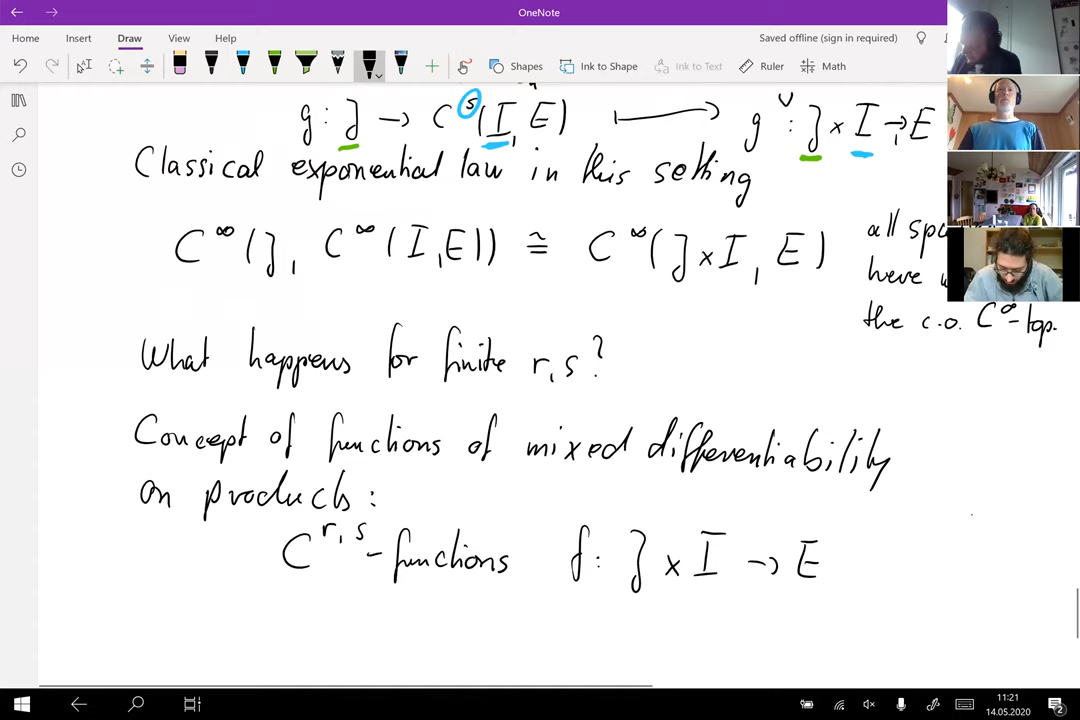 OneNote
Home Insert Draw View Help Saved offline (sign in required)
Shapes Ink to Shape Ink to Text Ruler Math
g : J → C^s (I, E) ⟼ g^∨ : J × I → E
Classical exponential law in this setting
C^∞ (J, C^∞ (I, E)) ≅ C^∞ (J × I, E)
all
here
the c.o. C^∞-top.
What happens for finite r, s ?
Concept of functions of mixed differentiability
on products:
C^{r,s}-functions f : J × I → E
11:21
14.05.2020
2